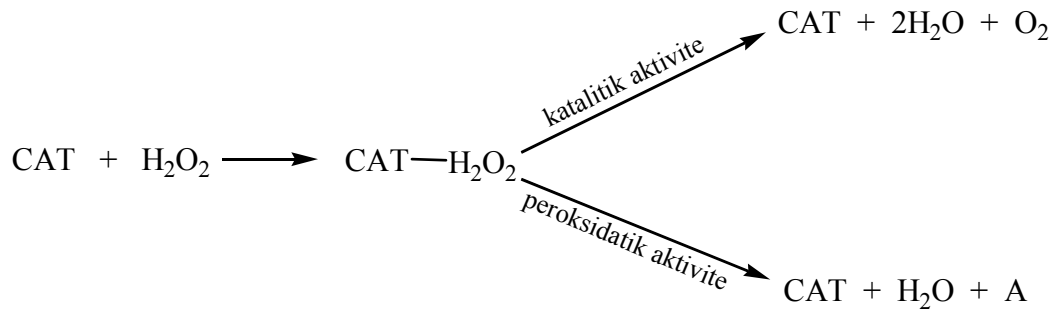 CAT + 2H₂O + O₂
katalitik aktivite
CAT + H₂O₂ CAT—H₂O₂
peroksidatik aktivite
CAT + H₂O + A